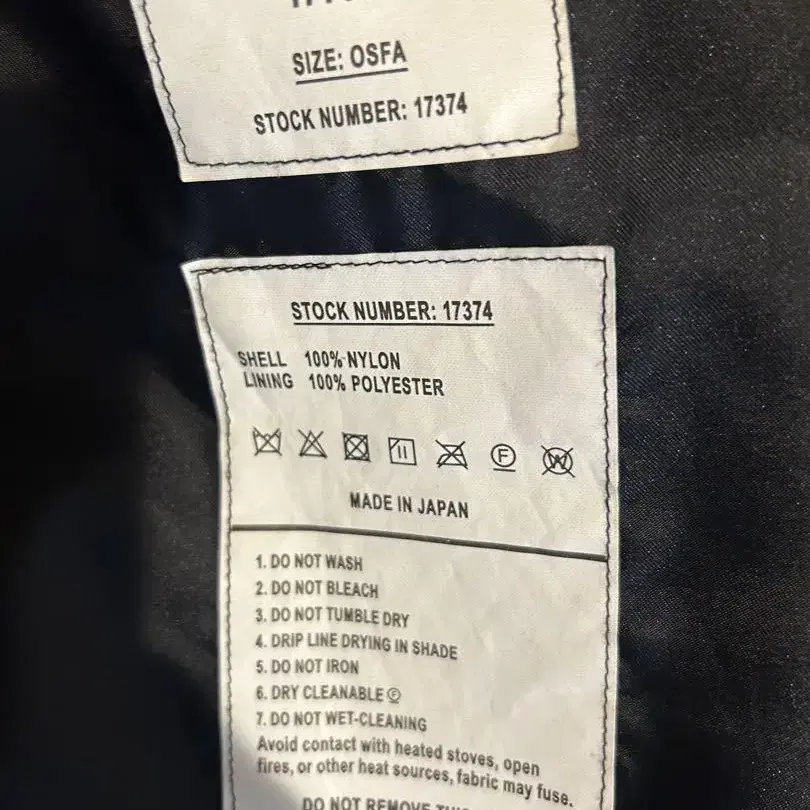 SIZE: OSFA
STOCK NUMBER: 17374
STOCK NUMBER: 17374
SHELL 100% NYLON
LINING 100% POLYESTER
F W
MADE IN JAPAN
1. DO NOT WASH
2. DO NOT BLEACH
3. DO NOT TUMBLE DRY
4. DRIP LINE DRYING IN SHADE
5. DO NOT IRON
6. DRY CLEANABLE Ⓕ
7. DO NOT WET-CLEANING
Avoid contact with heated stoves, open
fires, or other heat sources, fabric may fuse.
DO NOT REMOVE